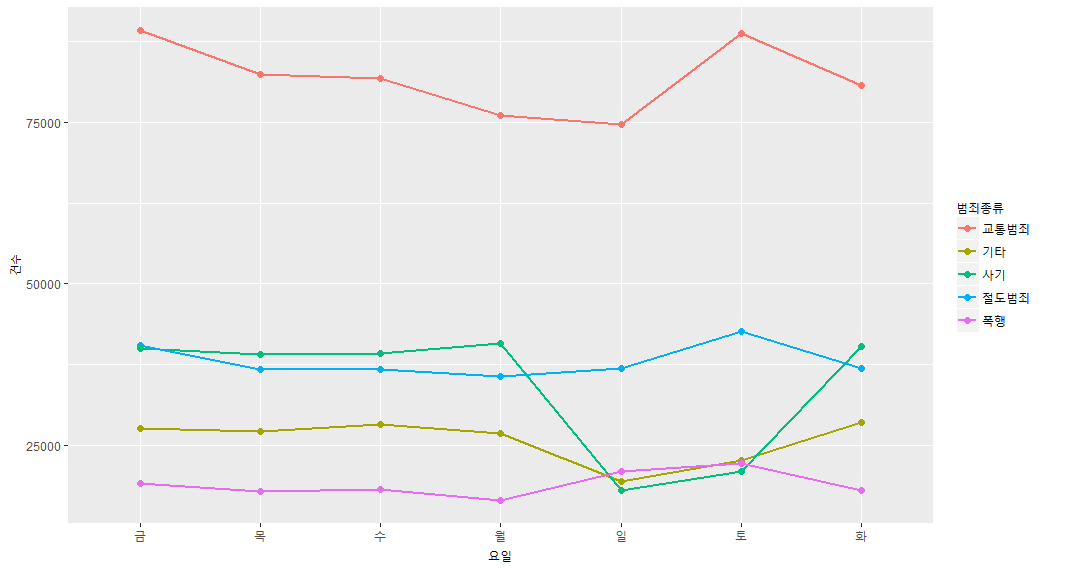 75000
50000
25000
건수
금
목
수
월
일
토
화
요일
범죄종류
교통범죄
기타
사기
절도범죄
폭행